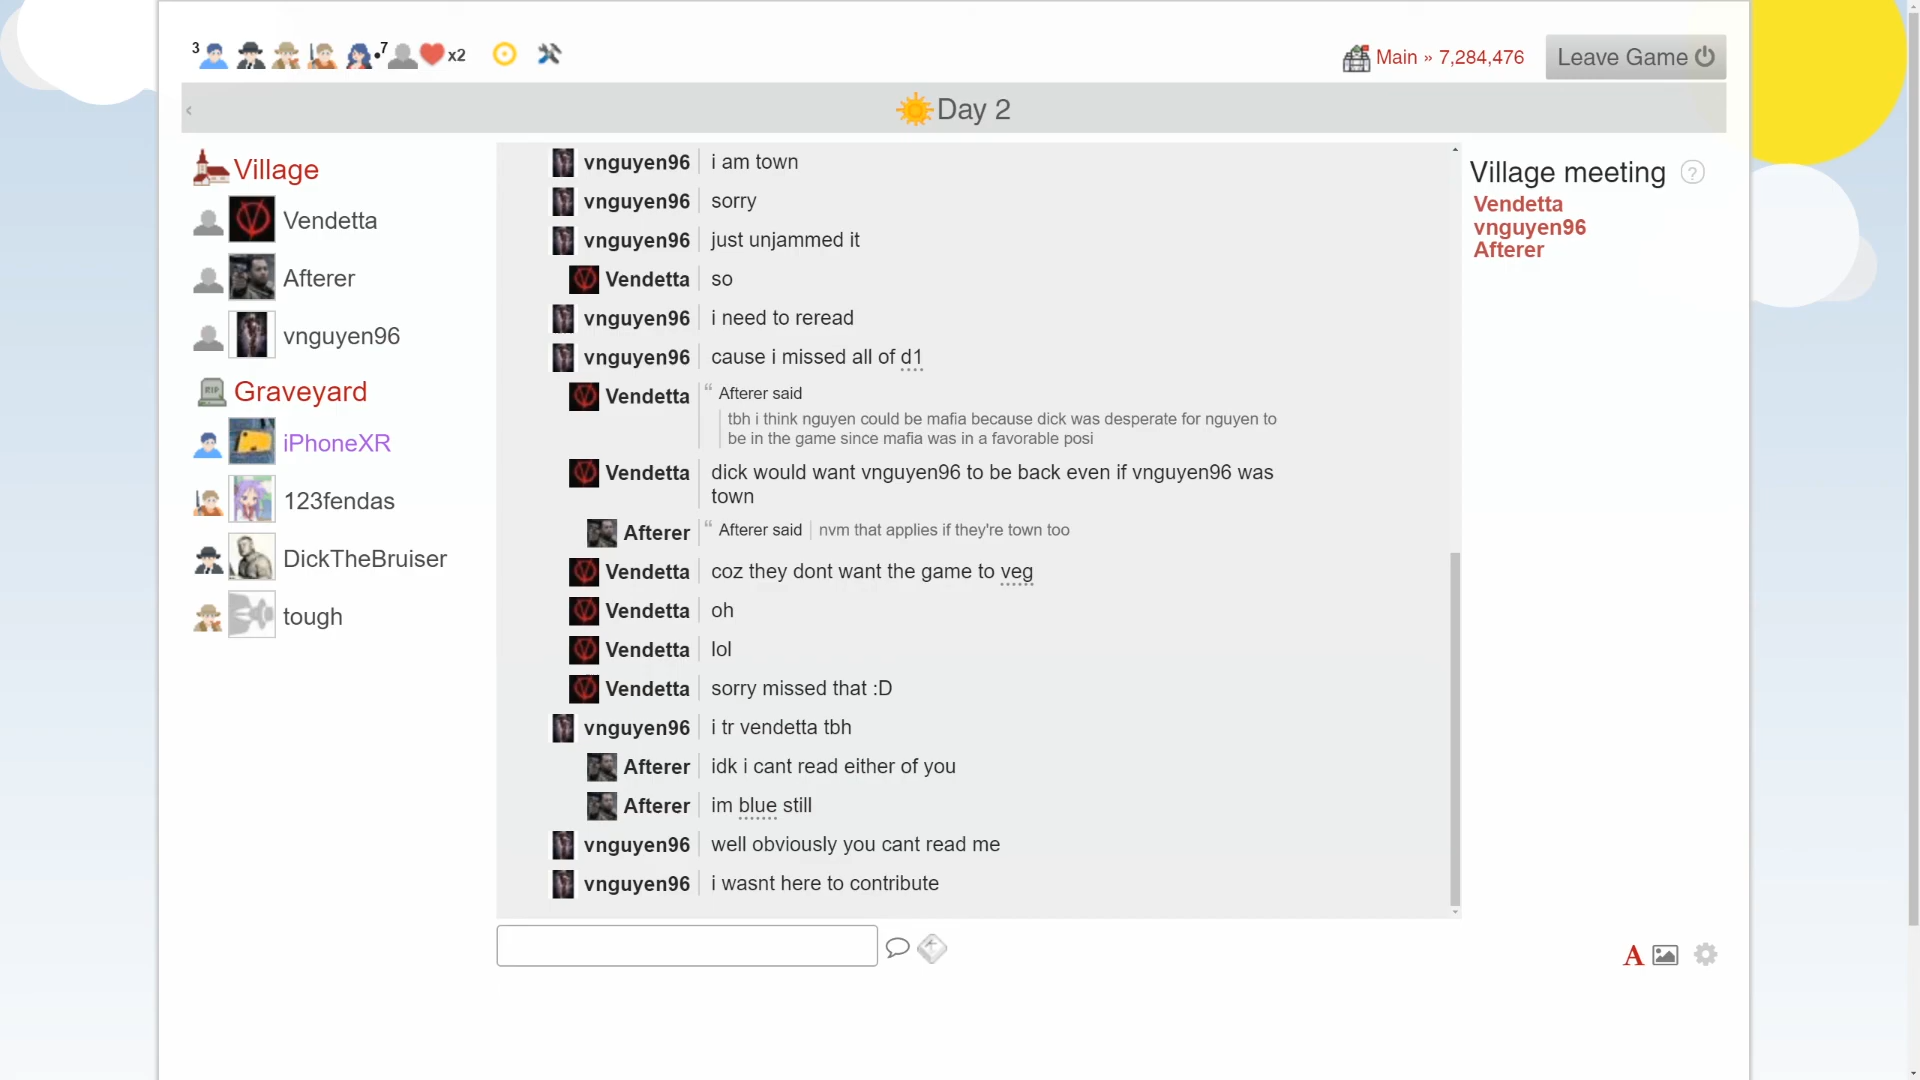 3
7
x2
Main » 7,284,476
Leave Game
Day 2
Village
Vendetta
Afterer
vnguyen96
Graveyard
RIP
iPhoneXR
123fendas
DickTheBruiser
tough
vnguyen96 i am town
vnguyen96 sorry
vnguyen96 just unjammed it
Vendetta so
vnguyen96 i need to reread
vnguyen96 cause i missed all of d1
Vendetta “ Afterer said
tbh i think nguyen could be mafia because dick was desperate for nguyen to
be in the game since mafia was in a favorable posi
Vendetta dick would want vnguyen96 to be back even if vnguyen96 was
town
Afterer “ Afterer said nvm that applies if they're town too
Vendetta coz they dont want the game to veg
Vendetta oh
Vendetta lol
Vendetta sorry missed that :D
vnguyen96 i tr vendetta tbh
Afterer idk i cant read either of you
Afterer im blue still
vnguyen96 well obviously you cant read me
vnguyen96 i wasnt here to contribute
Village meeting ?
Vendetta
vnguyen96
Afterer
A